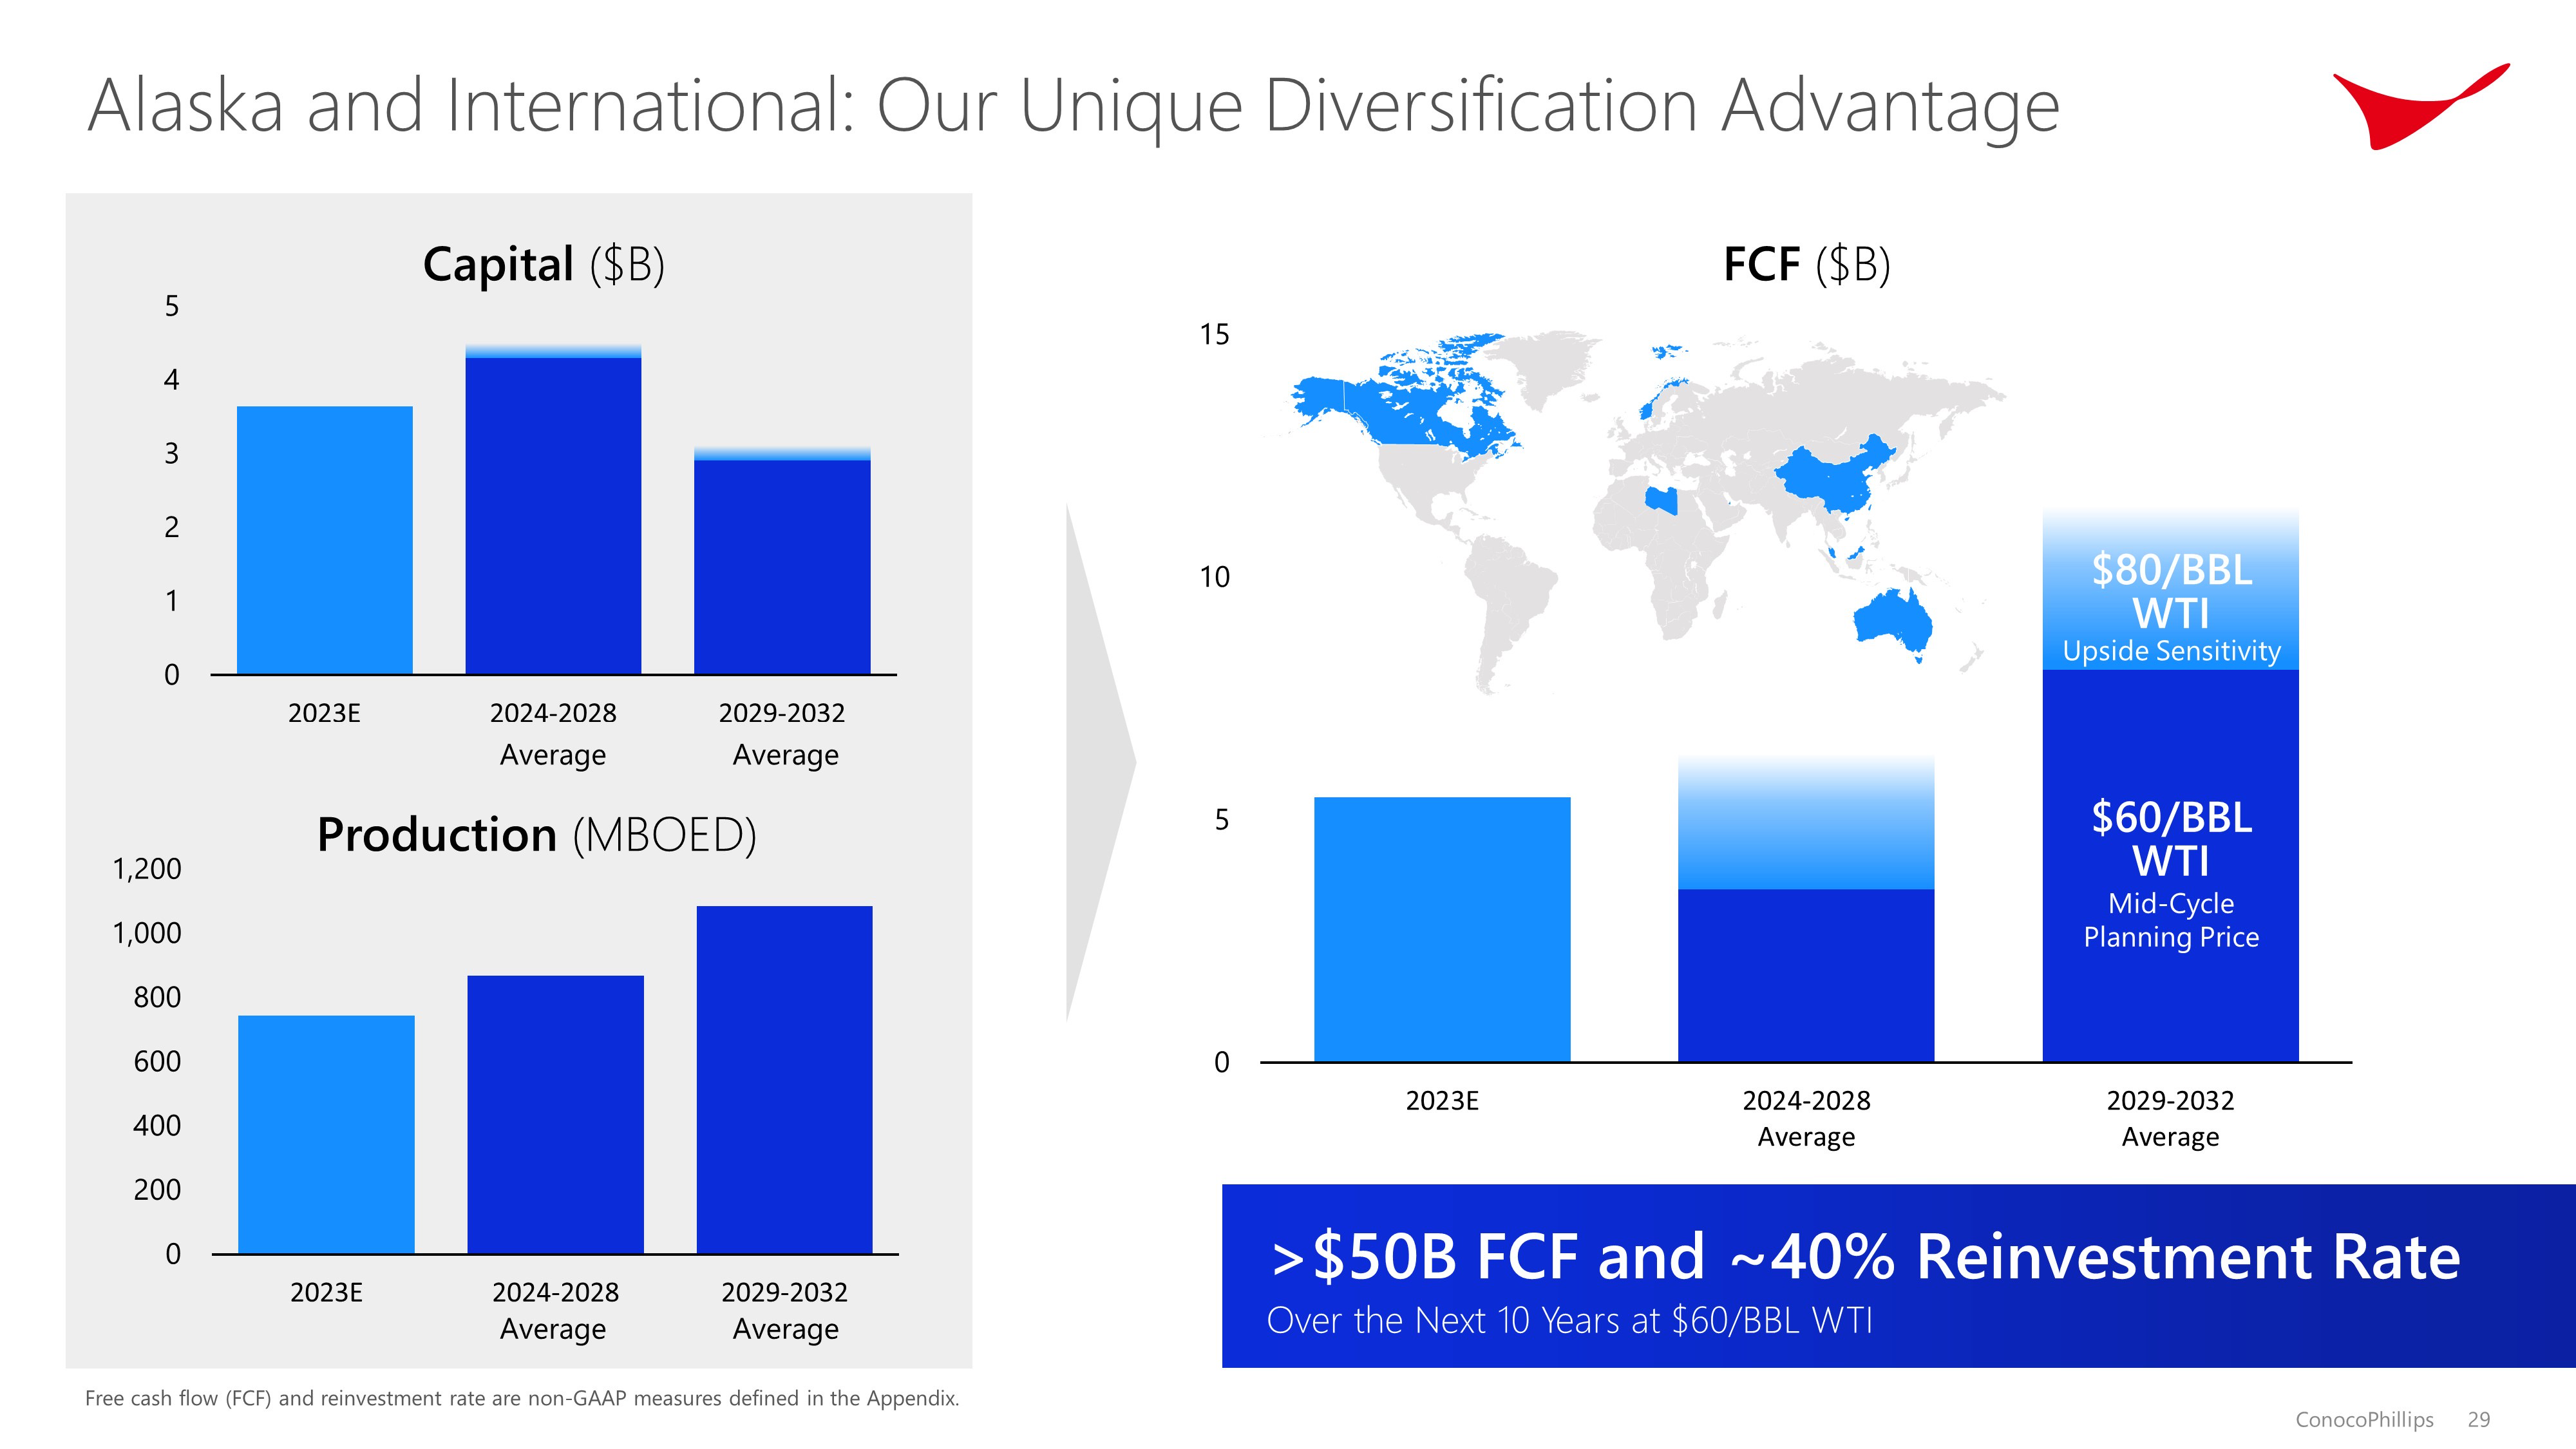 Alaska and International: Our Unique Diversification Advantage
Capital ($B)
5
4
3
2
1
0
2023E
2024-2028
Average
2029-2032
Average
Production (MBOED)
1,200
1,000
800
600
400
200
0
2023E
2024-2028
Average
2029-2032
Average
FCF ($B)
15
10
5
0
$80/BBL
WTI
Upside Sensitivity
$60/BBL
WTI
Mid-Cycle
Planning Price
2023E
2024-2028
Average
2029-2032
Average
>$50B FCF and ~40% Reinvestment Rate
Over the Next 10 Years at $60/BBL WTI
Free cash flow (FCF) and reinvestment rate are non-GAAP measures defined in the Appendix.
ConocoPhillips 29